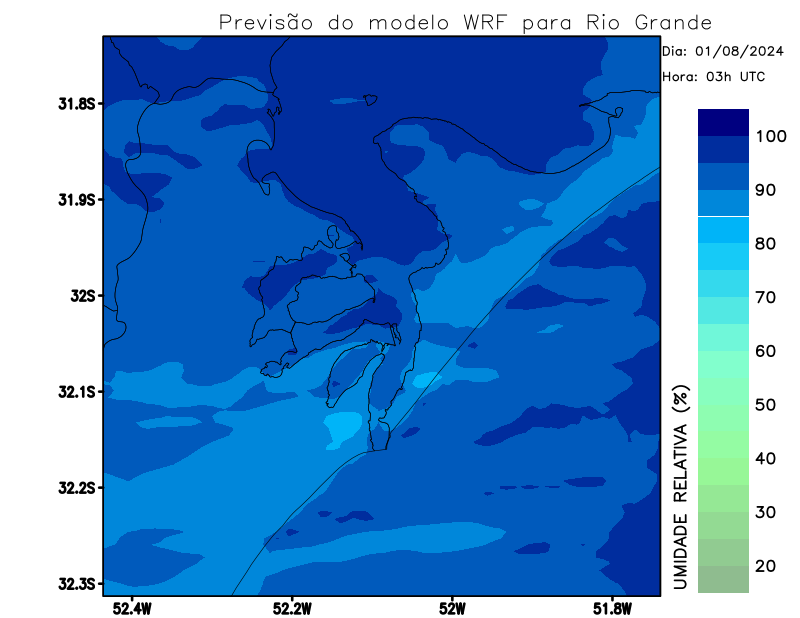 Previsão do modelo WRF para Rio Grande
Dia: 01/08/2024
Hora: 03h UTC
31.8S
31.9S
32S
32.1S
32.2S
32.3S
52.4W
52.2W
52W
51.8W
100
90
80
70
60
50
40
30
20
UMIDADE RELATIVA (%)